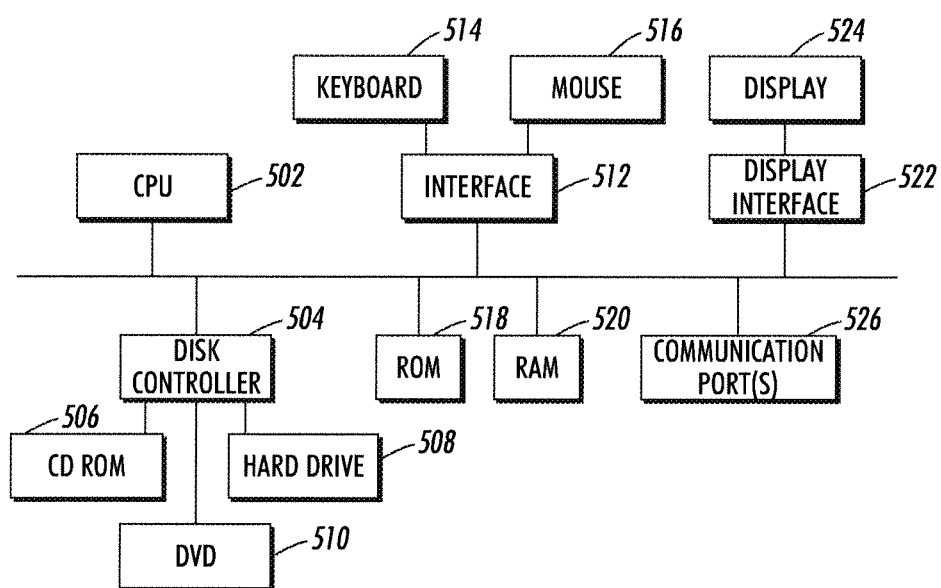 514
KEYBOARD
516
MOUSE
524
DISPLAY
CPU
502
INTERFACE
512
DISPLAY
INTERFACE
522
504
DISK
CONTROLLER
518
ROM
520
RAM
526
COMMUNICATION
PORT(S)
506
CD ROM
HARD DRIVE
508
DVD
510